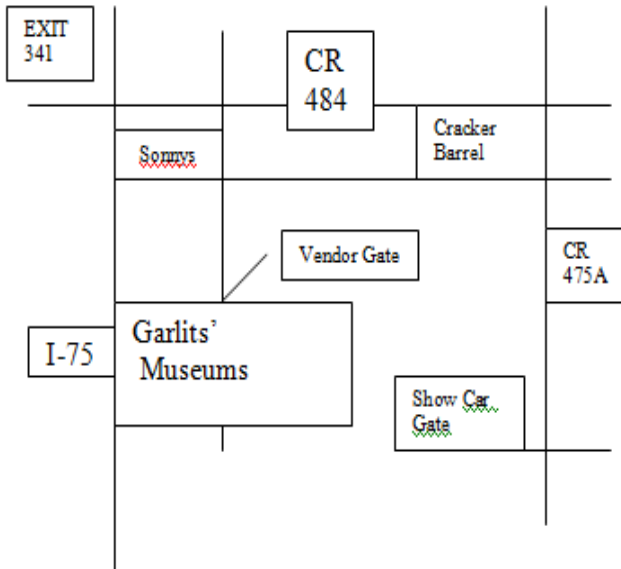 EXIT
341
CR
484
Cracker
Barrel
Sonnys
Vendor Gate
CR
475A
Garlits'
Museums
I-75
Show Car
Gate